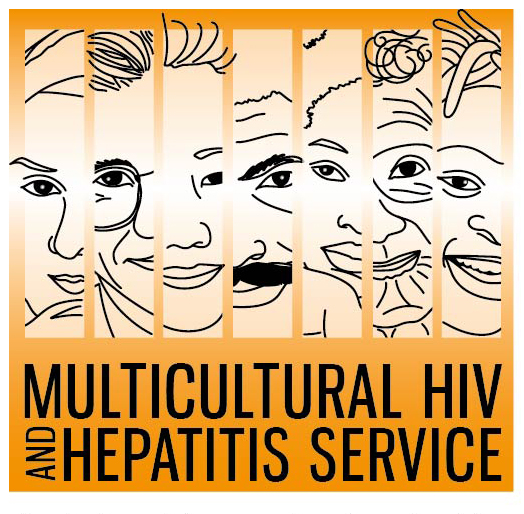 MULTICULTURAL HIV
AND HEPATITIS SERVICE